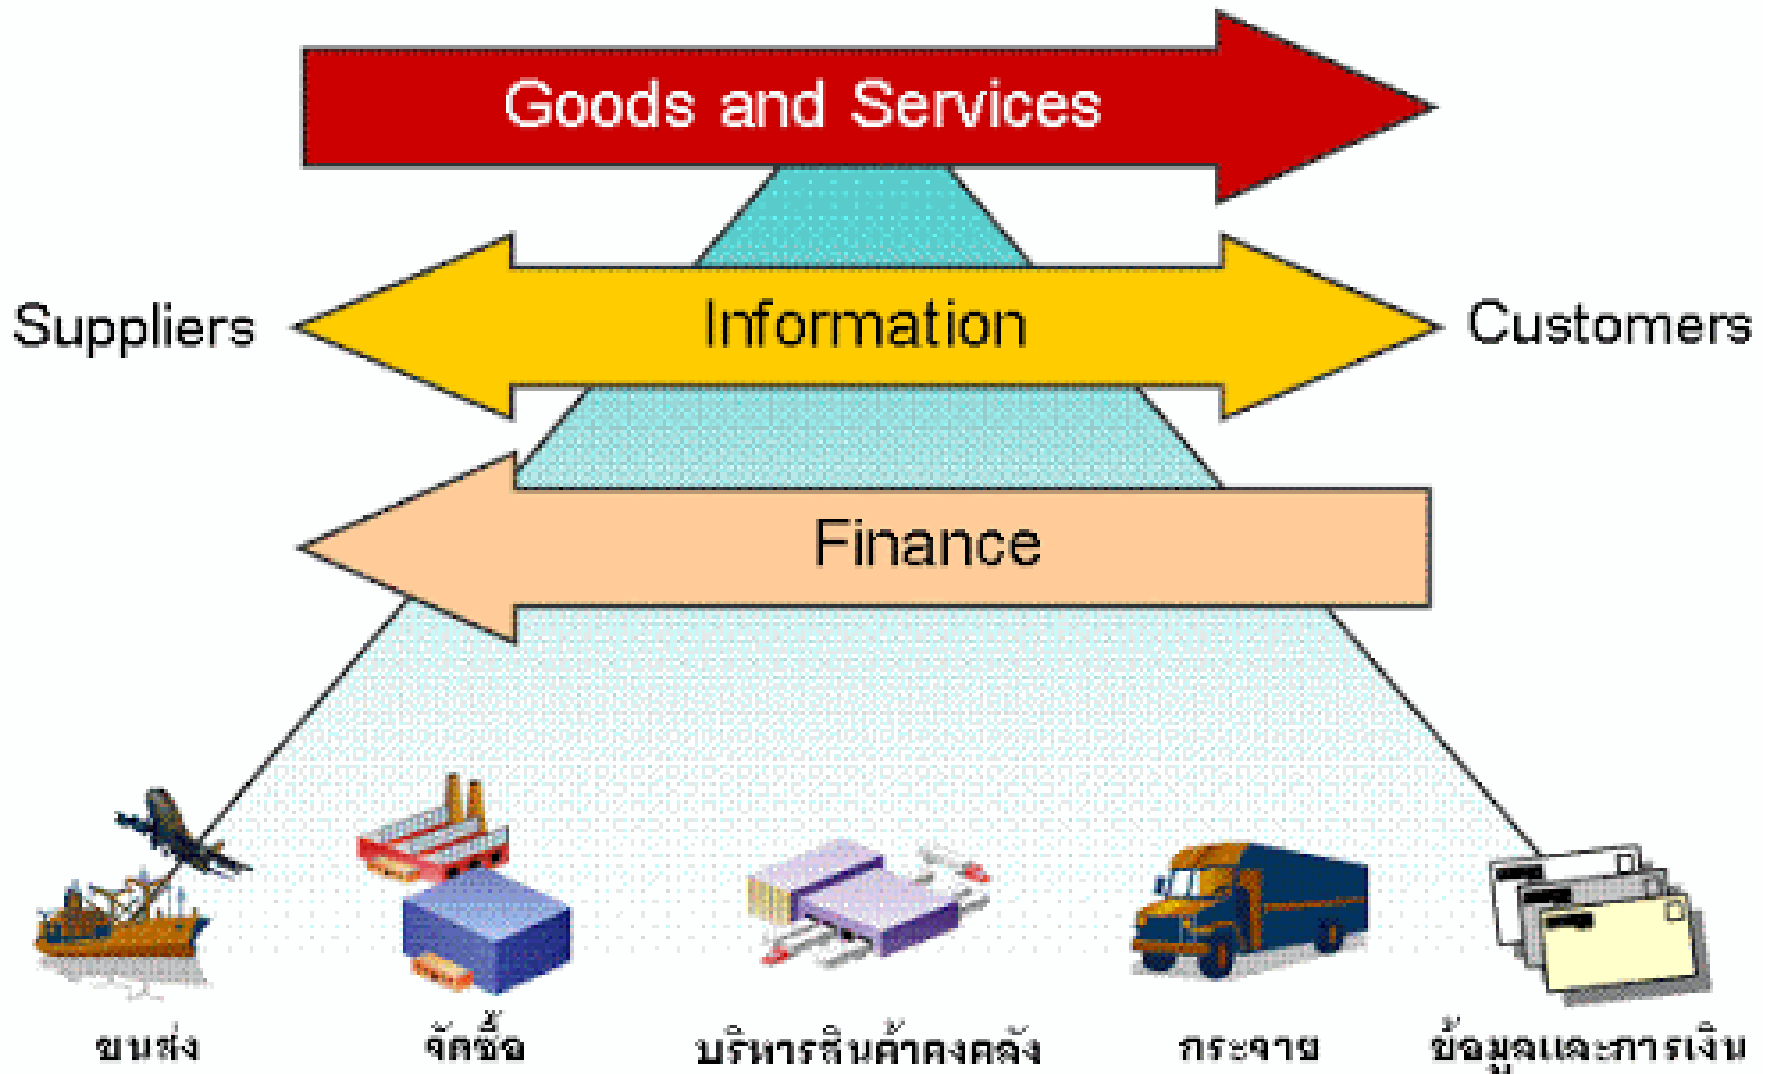 Goods and Services
Suppliers
Information
Customers
Finance
ขนส่ง
จัดซื้อ
บริหารสินค้าคงคลัง
กระจาย
ข้อมูลและการเงิน